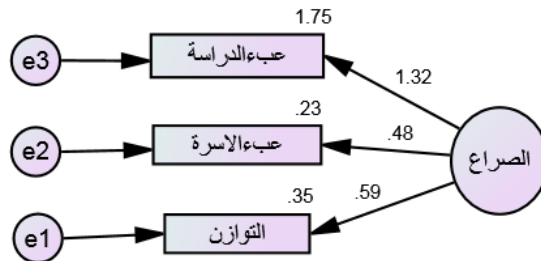 1.75
e3
عبءالدراسة
1.32
.23
e2
عبءالاسرة
.48
الصراع
.35
.59
e1
التوازن